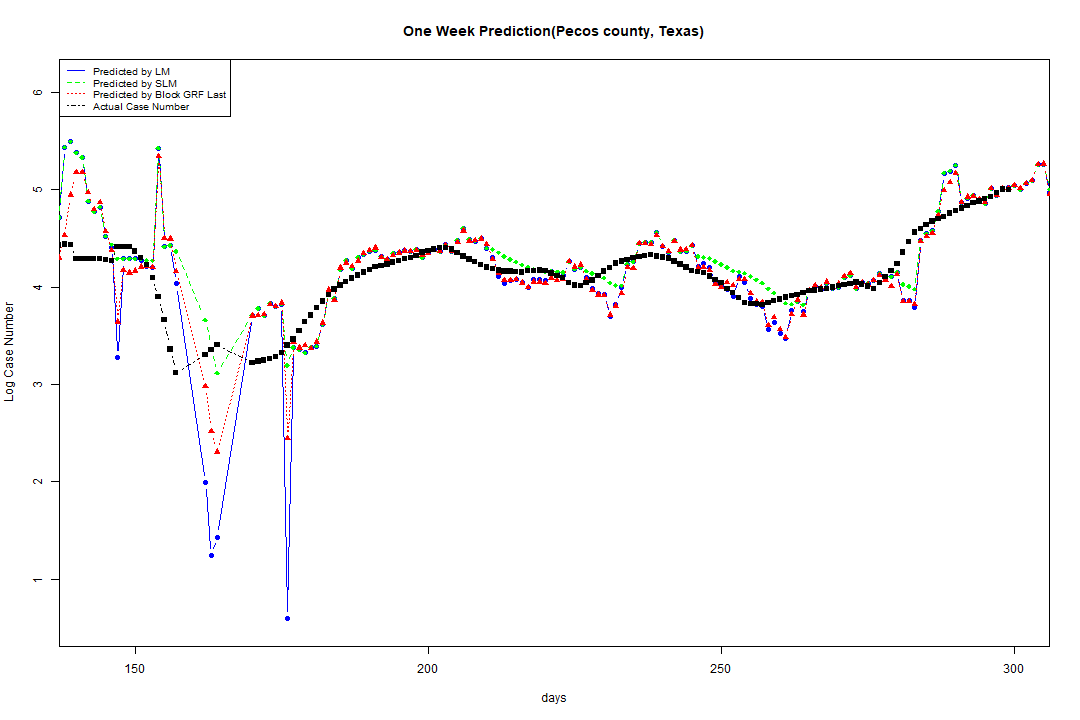 One Week Prediction(Pecos county, Texas)
Predicted by LM
Predicted by SLM
Predicted by Block GRF Last
Actual Case Number
6
5
4
3
2
1
Log Case Number
150 200 250 300
days